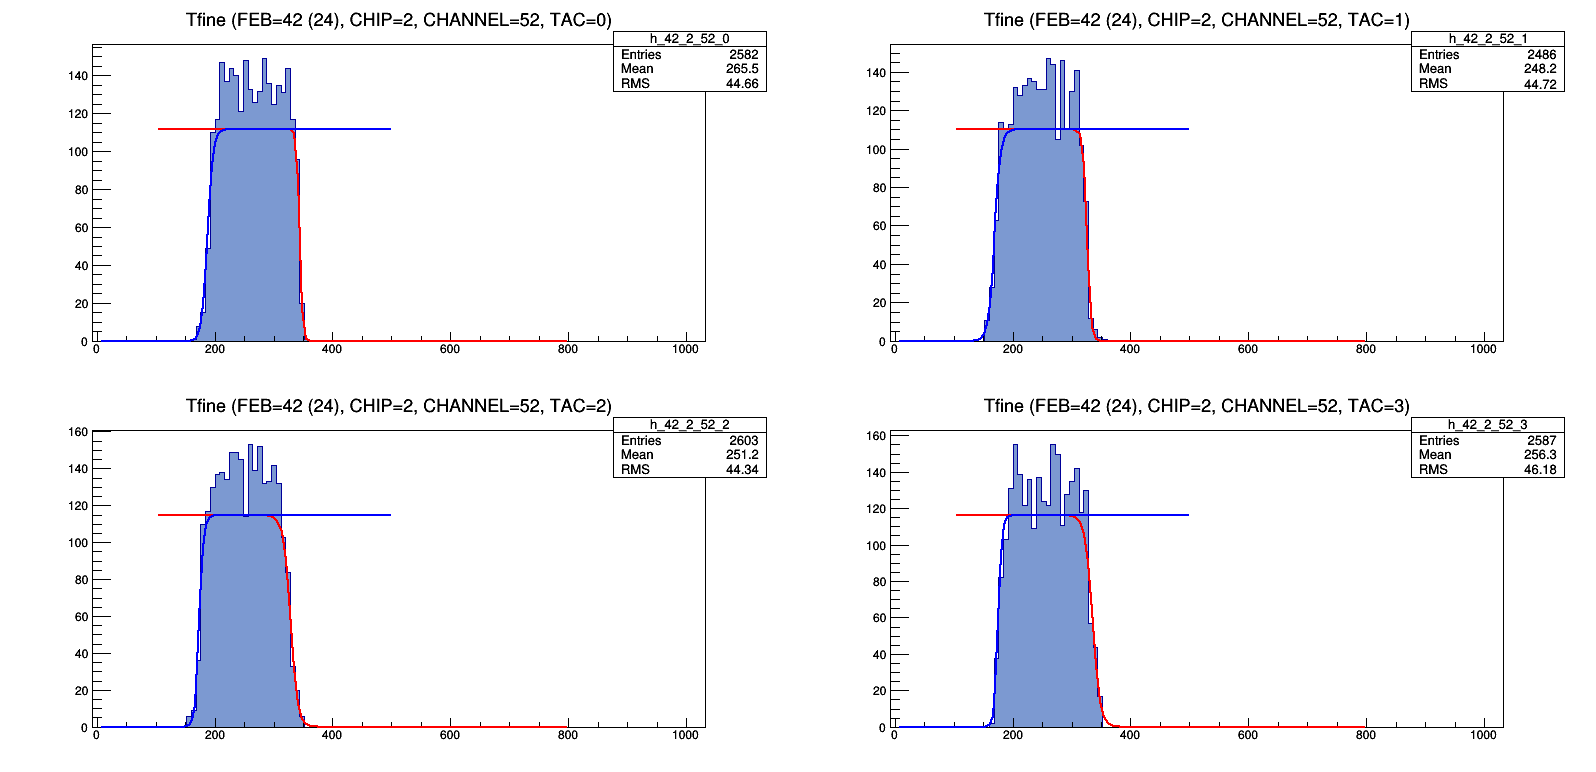 Tfine (FEB=42 (24), CHIP=2, CHANNEL=52, TAC=0)
h_42_2_52_0
Entries 2582
Mean 265.5
RMS 44.66
140
120
100
80
60
40
20
0
0 200 400 600 800 1000
Tfine (FEB=42 (24), CHIP=2, CHANNEL=52, TAC=1)
h_42_2_52_1
Entries 2486
Mean 248.2
RMS 44.72
140
120
100
80
60
40
20
0
0 200 400 600 800 1000
Tfine (FEB=42 (24), CHIP=2, CHANNEL=52, TAC=2)
h_42_2_52_2
Entries 2603
Mean 251.2
RMS 44.34
160
140
120
100
80
60
40
20
0
0 200 400 600 800 1000
Tfine (FEB=42 (24), CHIP=2, CHANNEL=52, TAC=3)
h_42_2_52_3
Entries 2587
Mean 256.3
RMS 46.18
160
140
120
100
80
60
40
20
0
0 200 400 600 800 1000